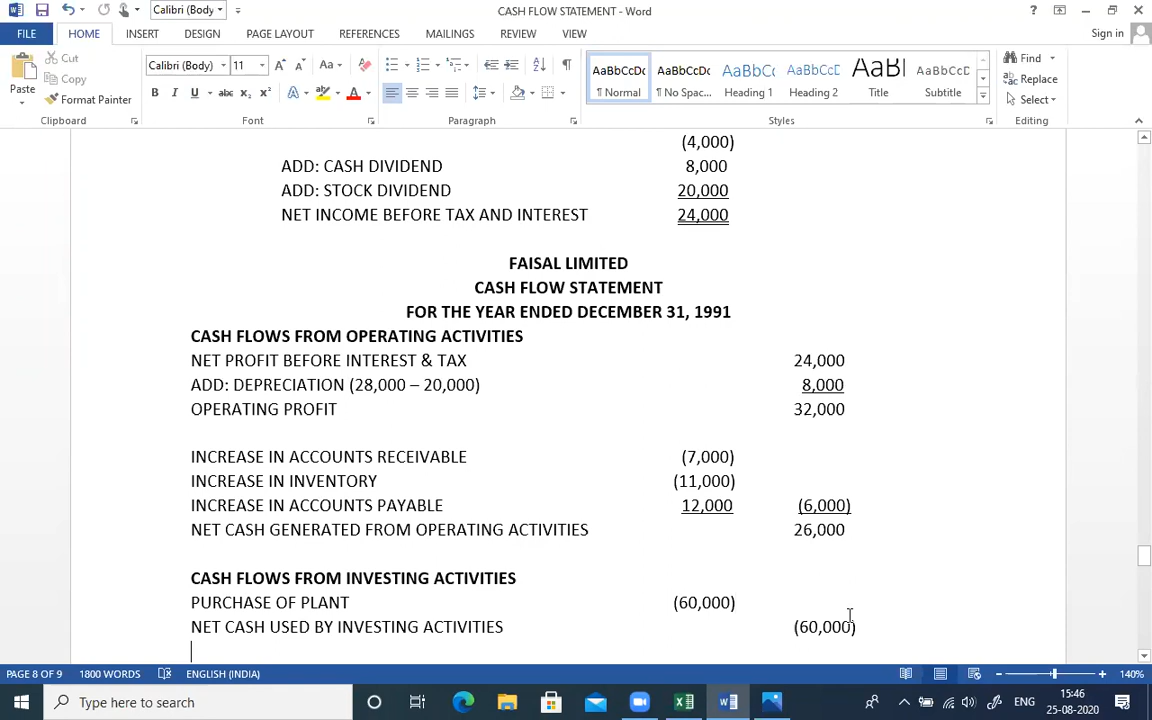 CASH FLOW STATEMENT - Word
Calibri (Body
Sign in
FILE HOME INSERT DESIGN PAGE LAYOUT REFERENCES MAILINGS REVIEW VIEW
Paste
Cut
Copy
Format Painter
Calibri (Body) 11
AaBbCcDc AaBbCcDc AaBbCc AaBbCcD AaBbI AaBbCcD
¶ Normal ¶ No Spac... Heading 1 Heading 2 Title Subtitle
Find
Replace
Select
Clipboard Font Paragraph Styles Editing
(4,000)
ADD: CASH DIVIDEND 8,000
ADD: STOCK DIVIDEND 20,000
NET INCOME BEFORE TAX AND INTEREST 24,000
FAISAL LIMITED
CASH FLOW STATEMENT
FOR THE YEAR ENDED DECEMBER 31, 1991
CASH FLOWS FROM OPERATING ACTIVITIES
NET PROFIT BEFORE INTEREST & TAX 24,000
ADD: DEPRECIATION (28,000 – 20,000) 8,000
OPERATING PROFIT 32,000
INCREASE IN ACCOUNTS RECEIVABLE (7,000)
INCREASE IN INVENTORY (11,000)
INCREASE IN ACCOUNTS PAYABLE 12,000 (6,000)
NET CASH GENERATED FROM OPERATING ACTIVITIES 26,000
CASH FLOWS FROM INVESTING ACTIVITIES
PURCHASE OF PLANT (60,000)
NET CASH USED BY INVESTING ACTIVITIES (60,000)
PAGE 8 OF 9 1800 WORDS ENGLISH (INDIA) 140%
Type here to search
ENG
15:46
25-08-2020